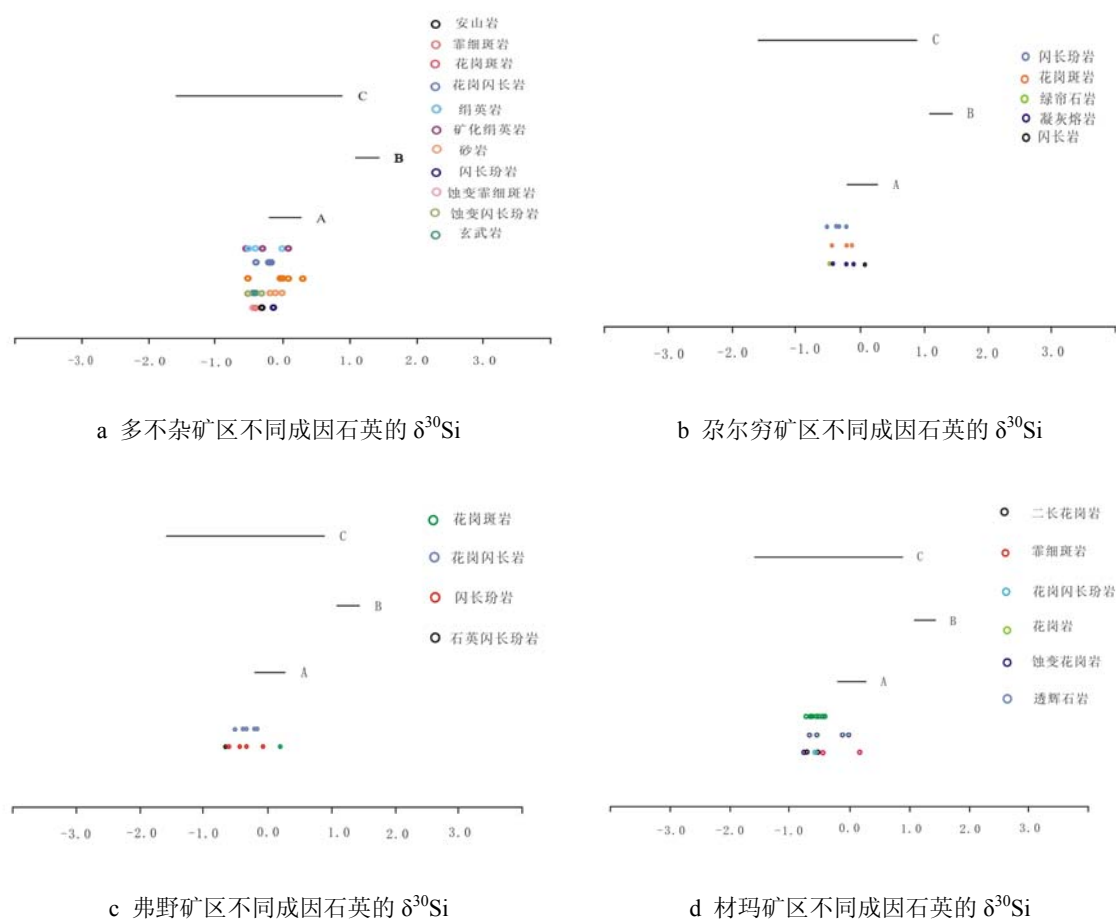 安山岩
霏细斑岩
花岗斑岩
花岗闪长岩
绢英岩
矿化绢英岩
砂岩
闪长玢岩
蚀变霏细斑岩
蚀变闪长玢岩
玄武岩
C
B
A
-3.0 -2.0 -1.0 0.0 1.0 2.0 3.0
a 多不杂矿区不同成因石英的 δ³⁰Si
闪长玢岩
花岗斑岩
绿帘石岩
凝灰熔岩
闪长岩
C
B
A
-3.0 -2.0 -1.0 0.0 1.0 2.0 3.0
b 尕尔穷矿区不同成因石英的 δ³⁰Si
花岗斑岩
花岗闪长岩
闪长玢岩
石英闪长玢岩
C
B
A
-3.0 -2.0 -1.0 0.0 1.0 2.0 3.0
c 弗野矿区不同成因石英的 δ³⁰Si
二长花岗岩
霏细斑岩
花岗闪长玢岩
花岗岩
蚀变花岗岩
透辉石岩
C
B
A
-3.0 -2.0 -1.0 0.0 1.0 2.0 3.0
d 材玛矿区不同成因石英的 δ³⁰Si